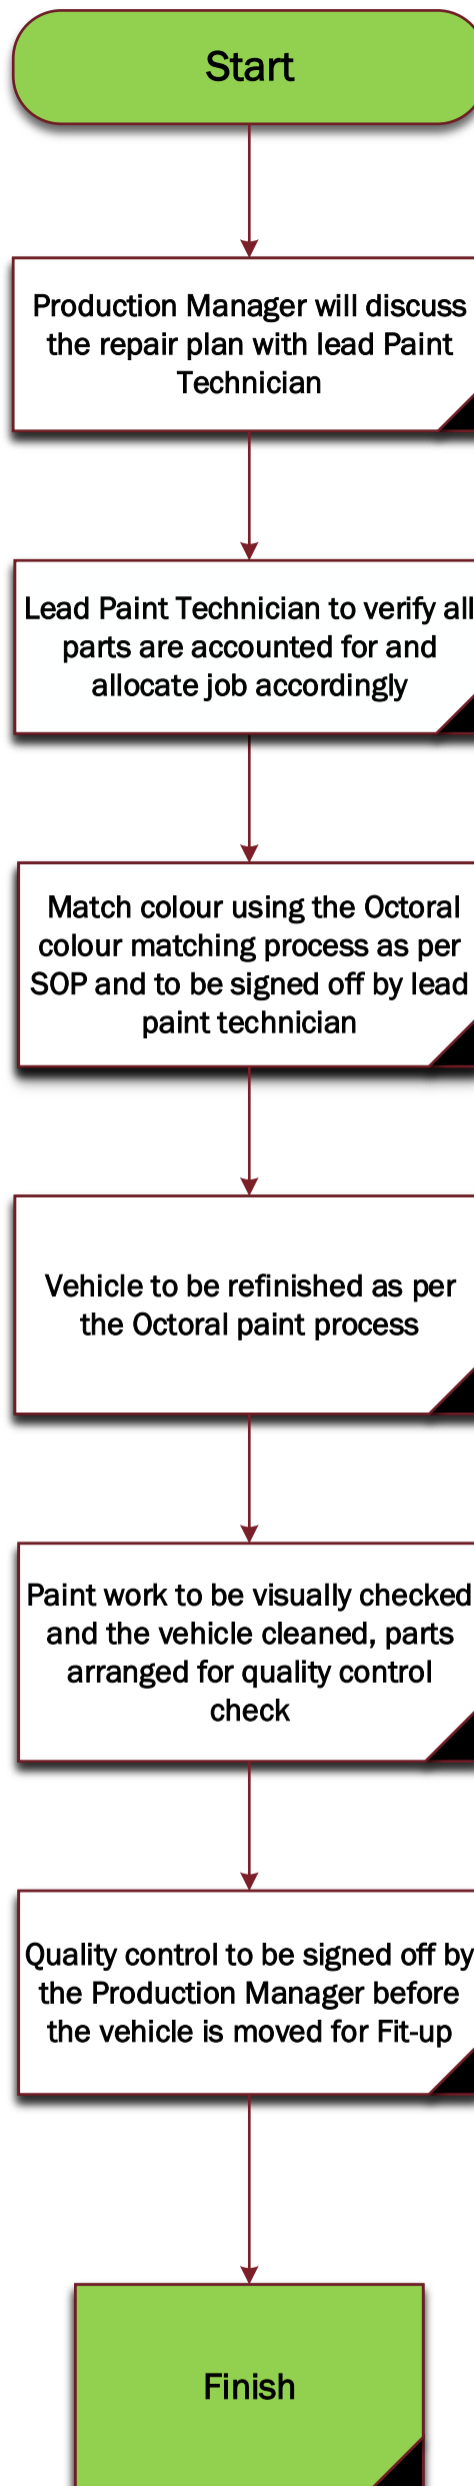 Start
Production Manager will discuss
the repair plan with lead Paint
Technician
Lead Paint Technician to verify all
parts are accounted for and
allocate job accordingly
Match colour using the Octoral
colour matching process as per
SOP and to be signed off by lead
paint technician
Vehicle to be refinished as per
the Octoral paint process
Paint work to be visually checked
and the vehicle cleaned, parts
arranged for quality control
check
Quality control to be signed off by
the Production Manager before
the vehicle is moved for Fit-up
Finish